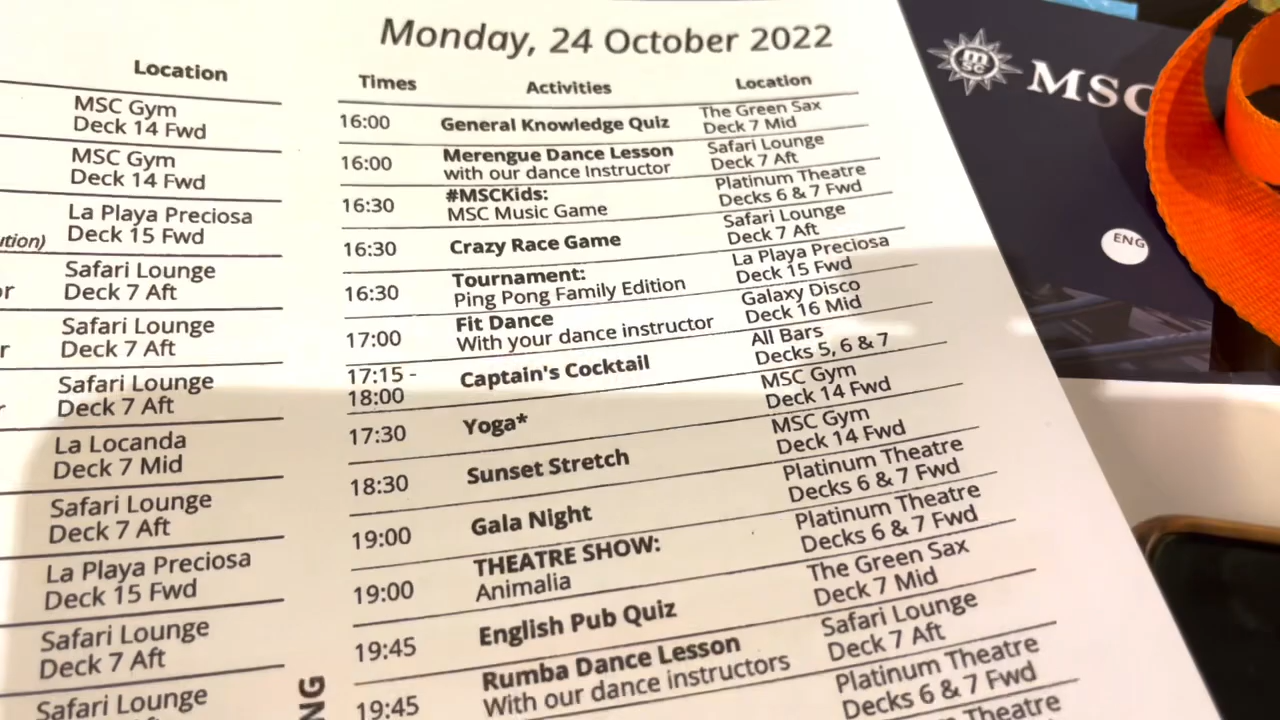 Monday, 24 October 2022
Location
MSC Gym
Deck 14 Fwd
MSC Gym
Deck 14 Fwd
La Playa Preciosa
Deck 15 Fwd
Safari Lounge
Deck 7 Aft
Safari Lounge
Deck 7 Aft
Safari Lounge
Deck 7 Aft
La Locanda
Deck 7 Mid
Safari Lounge
Deck 7 Aft
La Playa Preciosa
Deck 15 Fwd
Safari Lounge
Deck 7 Aft
Safari Lounge
Times Activities Location
16:00 General Knowledge Quiz The Green Sax
Deck 7 Mid
16:00 Merengue Dance Lesson
with our dance Instructor Safari Lounge
Deck 7 Aft
16:30 #MSCKids:
MSC Music Game Platinum Theatre
Decks 6 & 7 Fwd
16:30 Crazy Race Game Safari Lounge
Deck 7 Aft
16:30 Tournament:
Ping Pong Family Edition La Playa Preciosa
Deck 15 Fwd
17:00 Fit Dance
With your dance instructor Galaxy Disco
Deck 16 Mid
17:15 -
18:00 Captain's Cocktail All Bars
Decks 5, 6 & 7
17:30 Yoga* MSC Gym
Deck 14 Fwd
18:30 Sunset Stretch MSC Gym
Deck 14 Fwd
19:00 Gala Night Platinum Theatre
Decks 6 & 7 Fwd
19:00 THEATRE SHOW:
Animalia Platinum Theatre
Decks 6 & 7 Fwd
19:45 English Pub Quiz The Green Sax
Deck 7 Mid
19:45 Rumba Dance Lesson
With our dance instructors Safari Lounge
Deck 7 Aft
Platinum Theatre
Decks 6 & 7 Fwd
Theatre
msc
MSC
ENG